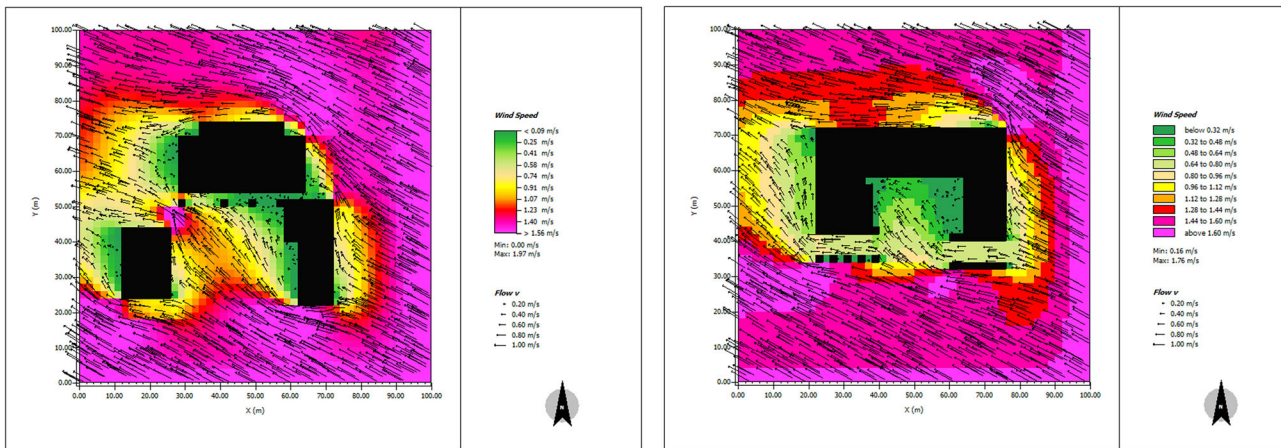 100.00
90.00
80.00
70.00
60.00
50.00
40.00
30.00
20.00
10.00
0.00
Y (m)
0.00 10.00 20.00 30.00 40.00 50.00 60.00 70.00 80.00 90.00 100.00
X (m)
Wind Speed
< 0.09 m/s
0.25 m/s
0.41 m/s
0.58 m/s
0.74 m/s
0.91 m/s
1.07 m/s
1.23 m/s
1.40 m/s
> 1.56 m/s
Min: 0.00 m/s
Max: 1.97 m/s
Flow v
0.20 m/s
0.40 m/s
0.60 m/s
0.80 m/s
1.00 m/s
N
100.00
90.00
80.00
70.00
60.00
50.00
40.00
30.00
20.00
10.00
0.00
Y (m)
0.00 10.00 20.00 30.00 40.00 50.00 60.00 70.00 80.00 90.00 100.00
X (m)
Wind Speed
below 0.32 m/s
0.32 to 0.48 m/s
0.48 to 0.64 m/s
0.64 to 0.80 m/s
0.80 to 0.96 m/s
0.96 to 1.12 m/s
1.12 to 1.28 m/s
1.28 to 1.44 m/s
1.44 to 1.60 m/s
above 1.60 m/s
Min: 0.16 m/s
Max: 1.76 m/s
Flow v
0.20 m/s
0.40 m/s
0.60 m/s
0.80 m/s
1.00 m/s
N